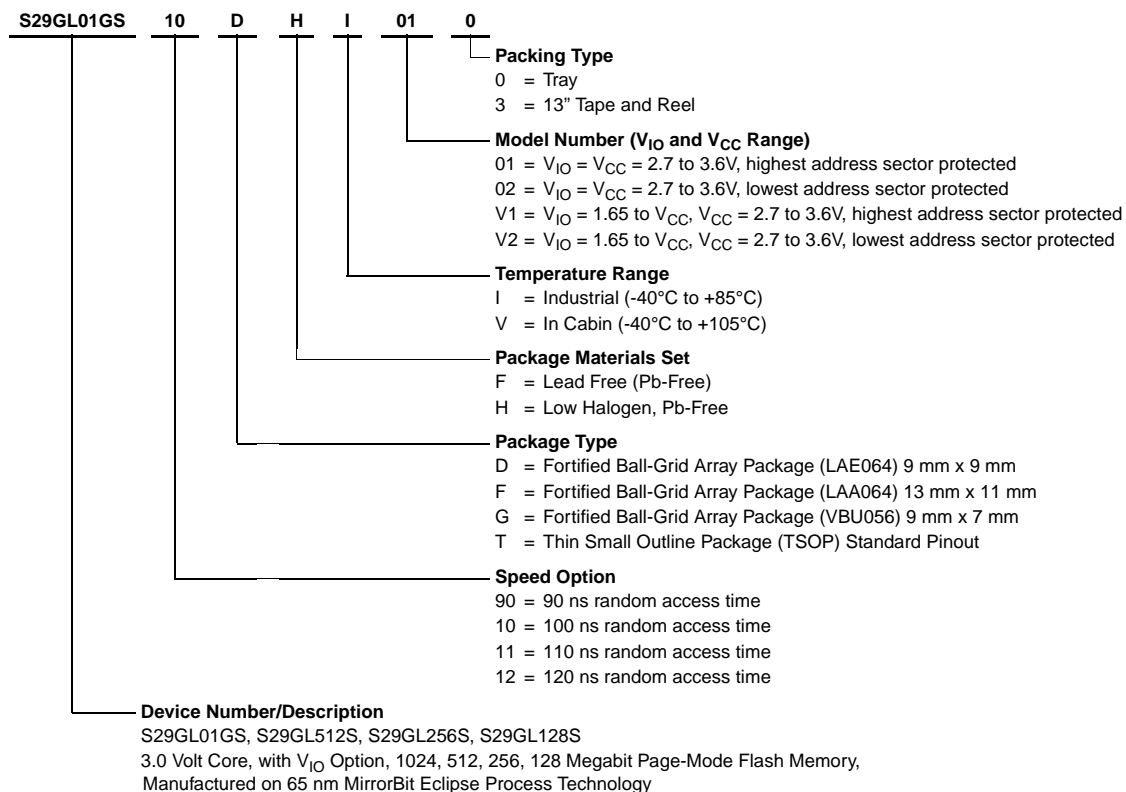 S29GL01GS 10 D H I 01 0
Packing Type
0 = Tray
3 = 13” Tape and Reel
Model Number (VIO and VCC Range)
01 = VIO = VCC = 2.7 to 3.6V, highest address sector protected
02 = VIO = VCC = 2.7 to 3.6V, lowest address sector protected
V1 = VIO = 1.65 to VCC, VCC = 2.7 to 3.6V, highest address sector protected
V2 = VIO = 1.65 to VCC, VCC = 2.7 to 3.6V, lowest address sector protected
Temperature Range
I = Industrial (-40°C to +85°C)
V = In Cabin (-40°C to +105°C)
Package Materials Set
F = Lead Free (Pb-Free)
H = Low Halogen, Pb-Free
Package Type
D = Fortified Ball-Grid Array Package (LAE064) 9 mm x 9 mm
F = Fortified Ball-Grid Array Package (LAA064) 13 mm x 11 mm
G = Fortified Ball-Grid Array Package (VBU056) 9 mm x 7 mm
T = Thin Small Outline Package (TSOP) Standard Pinout
Speed Option
90 = 90 ns random access time
10 = 100 ns random access time
11 = 110 ns random access time
12 = 120 ns random access time
Device Number/Description
S29GL01GS, S29GL512S, S29GL256S, S29GL128S
3.0 Volt Core, with VIO Option, 1024, 512, 256, 128 Megabit Page-Mode Flash Memory,
Manufactured on 65 nm MirrorBit Eclipse Process Technology